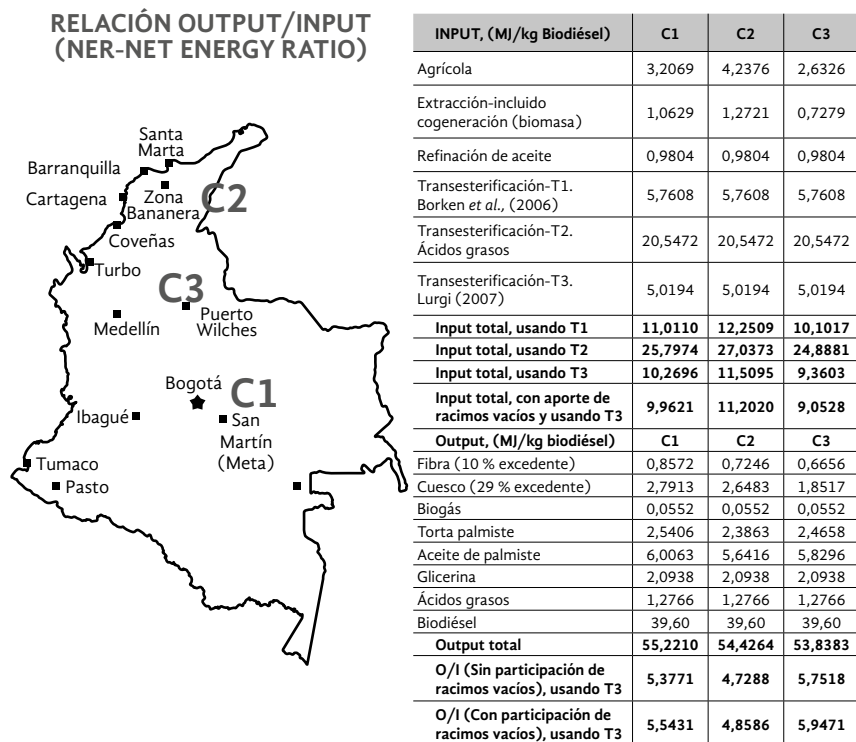 RELACIÓN OUTPUT/INPUT
(NER-NET ENERGY RATIO)
Santa
Marta
Barranquilla
Cartagena
Zona
Bananera
C2
Coveñas
Turbo
C3
Puerto
Wilches
Medellín
Bogotá
C1
Ibagué
San
Martín
(Meta)
Tumaco
Pasto
INPUT, (MJ/kg Biodiésel) C1 C2 C3
Agrícola 3,2069 4,2376 2,6326
Extracción-incluido
cogeneración (biomasa) 1,0629 1,2721 0,7279
Refinación de aceite 0,9804 0,9804 0,9804
Transesterificación-T1.
Borken et al., (2006) 5,7608 5,7608 5,7608
Transesterificación-T2.
Ácidos grasos 20,5472 20,5472 20,5472
Transesterificación-T3.
Lurgi (2007) 5,0194 5,0194 5,0194
Input total, usando T1 11,0110 12,2509 10,1017
Input total, usando T2 25,7974 27,0373 24,8881
Input total, usando T3 10,2696 11,5095 9,3603
Input total, con aporte de
racimos vacíos y usando T3 9,9621 11,2020 9,0528
Output, (MJ/kg biodiésel) C1 C2 C3
Fibra (10 % excedente) 0,8572 0,7246 0,6656
Cuesco (29 % excedente) 2,7913 2,6483 1,8517
Biogás 0,0552 0,0552 0,0552
Torta palmiste 2,5406 2,3863 2,4658
Aceite de palmiste 6,0063 5,6416 5,8296
Glicerina 2,0938 2,0938 2,0938
Ácidos grasos 1,2766 1,2766 1,2766
Biodiésel 39,60 39,60 39,60
Output total 55,2210 54,4264 53,8383
O/I (Sin participación de
racimos vacíos), usando T3 5,3771 4,7288 5,7518
O/I (Con participación de
racimos vacíos), usando T3 5,5431 4,8586 5,9471